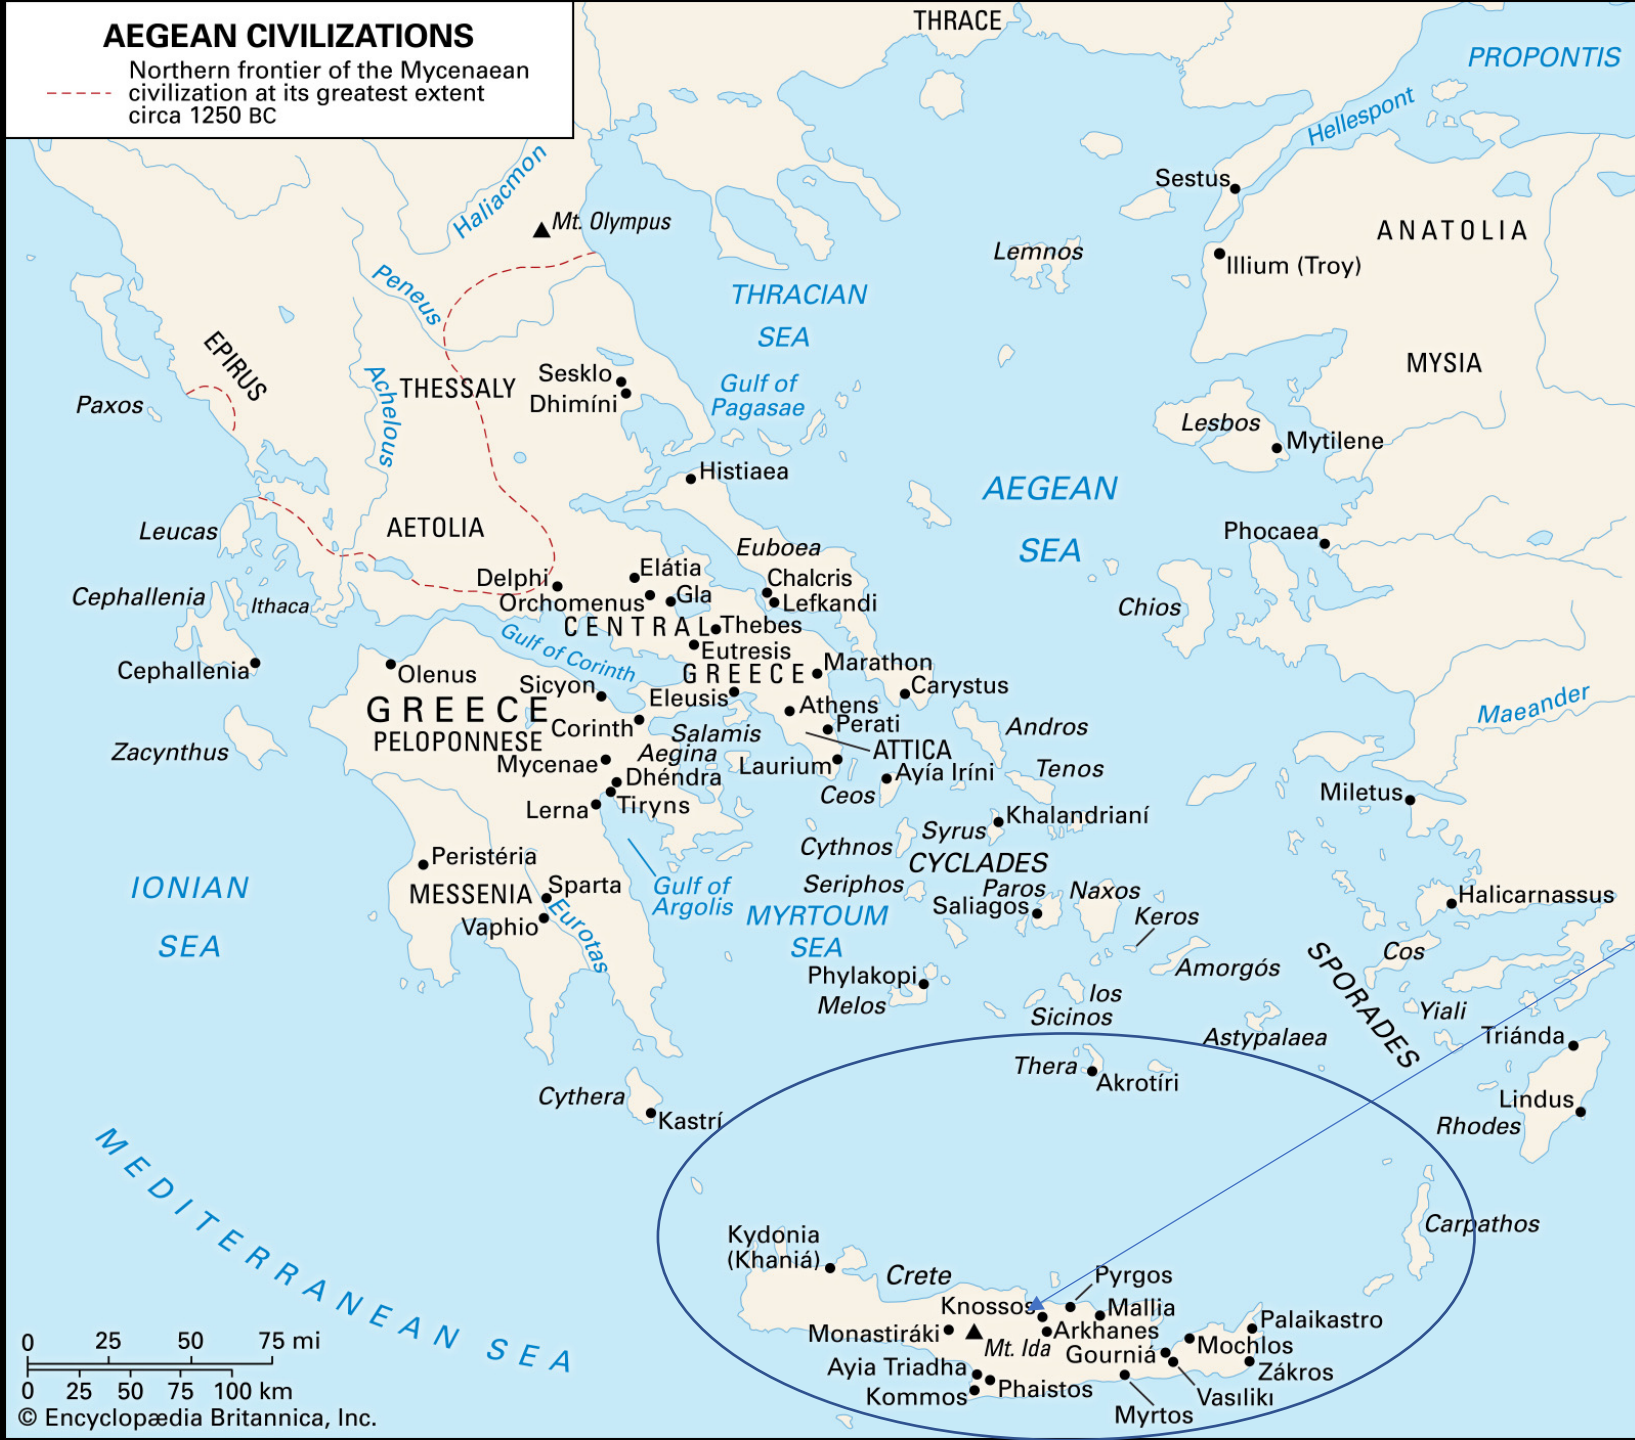 AEGEAN CIVILIZATIONS
Northern frontier of the Mycenaean
civilization at its greatest extent
circa 1250 BC
THRACE
PROPONTIS
Hellespont
Haliacmon
Mt. Olympus
Sestus
ANATOLIA
Lemnos
Illium (Troy)
Peneus
THRACIAN
SEA
EPIRUS
MYSIA
Achelous
THESSALY
Sesklo
Dhimíni
Gulf of
Pagasae
Paxos
Lesbos
Mytilene
Histiaea
AEGEAN
SEA
Leucas
AETOLIA
Phocaea
Euboea
Elátia
Delphi
Chalcris
Cephallenia
Ithaca
Orchomenus
Gla
Lefkandi
Chios
CENTRAL
Thebes
Gulf of Corinth
Eutresis
GREECE
Marathon
Cephallenia
Olenus
Sicyon
Eleusis
Carystus
GREECE
Athens
Maeander
Corinth
Perati
Andros
PELOPONNESE
Salamis
Zacynthus
Aegina
ATTICA
Mycenae
Laurium
Ayía Iríni
Tenos
Dhéndra
Ceos
Miletus
Lerna
Tiryns
Khalandrianí
Syrus
Cythnos
Peristéria
CYCLADES
IONIAN
SEA
MESSENIA
Sparta
Gulf of
Argolis
Seriphos
Paros
Naxos
Halicarnassus
Saliagos
Vaphio
Eurotas
MYRTOUM
SEA
Keros
Cos
Phylakopi
Amorgós
SPORADES
Melos
Ios
Sicinos
Yiali
Astypalaea
Triánda
Thera
Akrotíri
Cythera
Kastrí
Lindus
Rhodes
MEDITERRANEAN SEA
Carpathos
Kydonia
(Khaniá)
Crete
Pyrgos
Knossos
Mallia
Palaikastro
Monastiráki
Mt. Ida
Arkhanes
Mochlos
Gourniá
Ayia Triadha
Zákros
Kommos
Phaistos
Vasiliki
Myrtos
0 25 50 75 mi
0 25 50 75 100 km
© Encyclopædia Britannica, Inc.